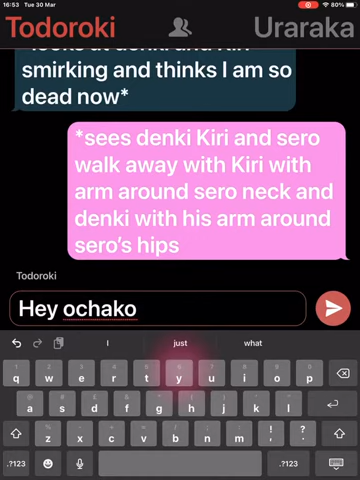 16:53 Tue 30 Mar 80%
Todoroki Uraraka
smirking and thinks I am so
dead now*
*sees denki Kiri and sero
walk away with Kiri with
arm around sero neck and
denki with his arm around
sero's hips
Todoroki
Hey ochako
I just what
q w e r t y u i o p
a s d f g h j k l
z x c v b n m ! , ? .
.?123 .?123